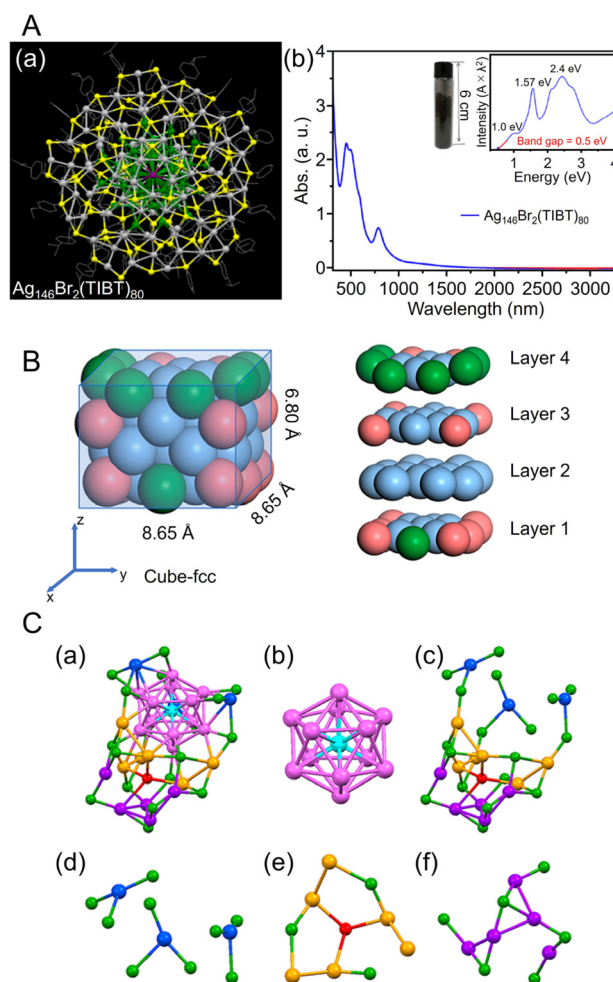 A
(a)
Ag146Br2(TIBT)80
(b)
Abs. (a. u.)
4
3
2
1
0
500 1000 1500 2000 2500 3000
Wavelength (nm)
Ag146Br2(TIBT)80
6 cm
Intensity (A × λ²)
1.0 eV
1.57 eV
2.4 eV
Band gap = 0.5 eV
0 1 2 3 4
Energy (eV)
B
6.80 Å
8.65 Å
8.65 Å
z
y
x
Cube-fcc
Layer 4
Layer 3
Layer 2
Layer 1
C
(a)
(b)
(c)
(d)
(e)
(f)